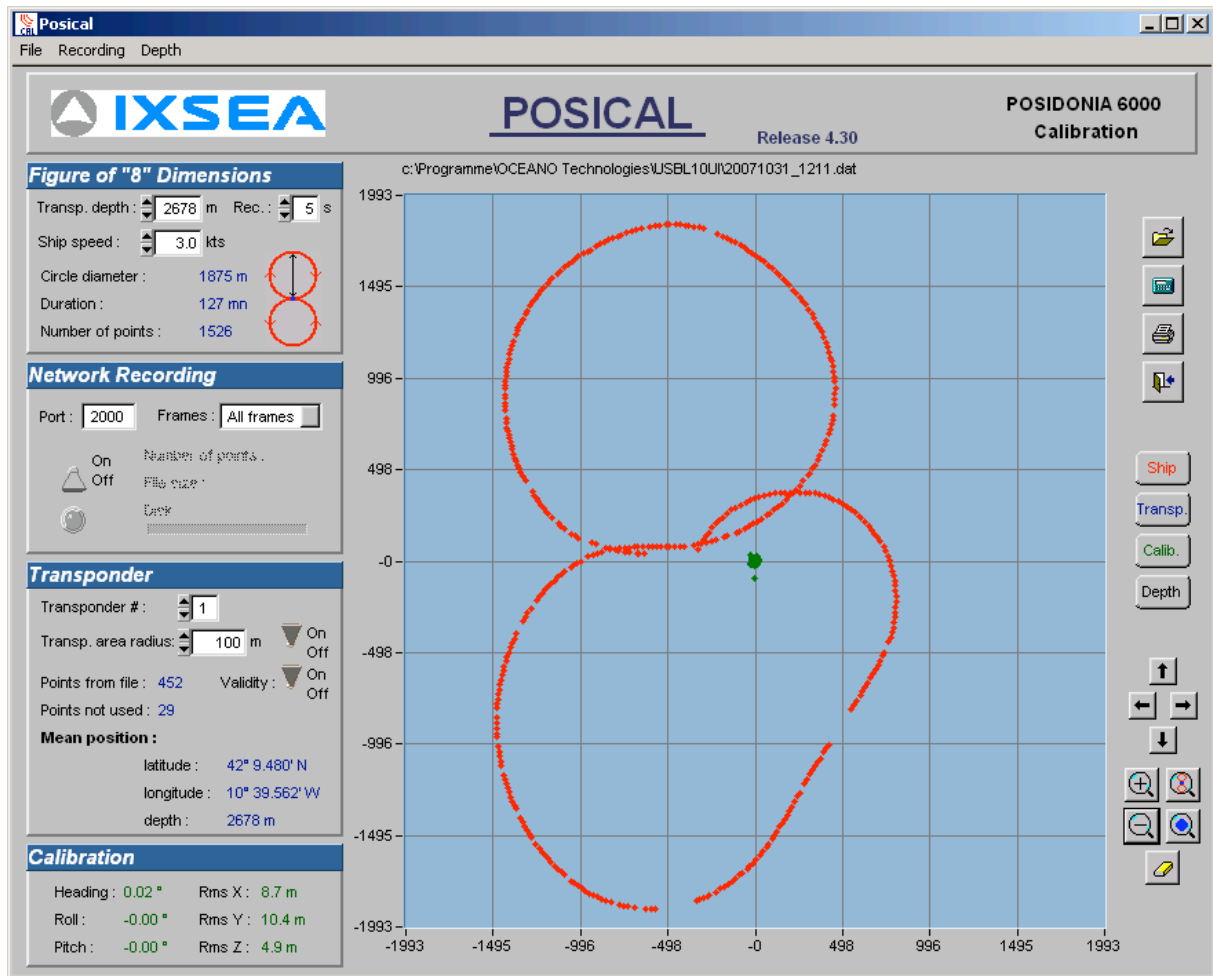 Posical
File Recording Depth
IXSEA
POSICAL
Release 4.30
POSIDONIA 6000
Calibration
Figure of "8" Dimensions
Transp. depth : 2678 m Rec. : 5 s
Ship speed : 3.0 kts
Circle diameter : 1875 m
Duration : 127 mn
Number of points : 1526
Network Recording
Port : 2000 Frames : All frames
On
Off
Number of points :
File size :
Disk
Transponder
Transponder # : 1
Transp. area radius: 100 m On
Off
Points from file : 452 Validity : On
Off
Points not used : 29
Mean position :
latitude : 42° 9.480' N
longitude : 10° 39.562' W
depth : 2678 m
Calibration
Heading : 0.02 ° Rms X : 8.7 m
Roll : -0.00 ° Rms Y : 10.4 m
Pitch : -0.00 ° Rms Z : 4.9 m
c:\Programme\OCEANO Technologies\USBL10UI\20071031_1211.dat
1993
1495
996
498
-0
-498
-996
-1495
-1993
-1993 -1495 -996 -498 -0 498 996 1495 1993
CAL
Ship
Transp.
Calib.
Depth